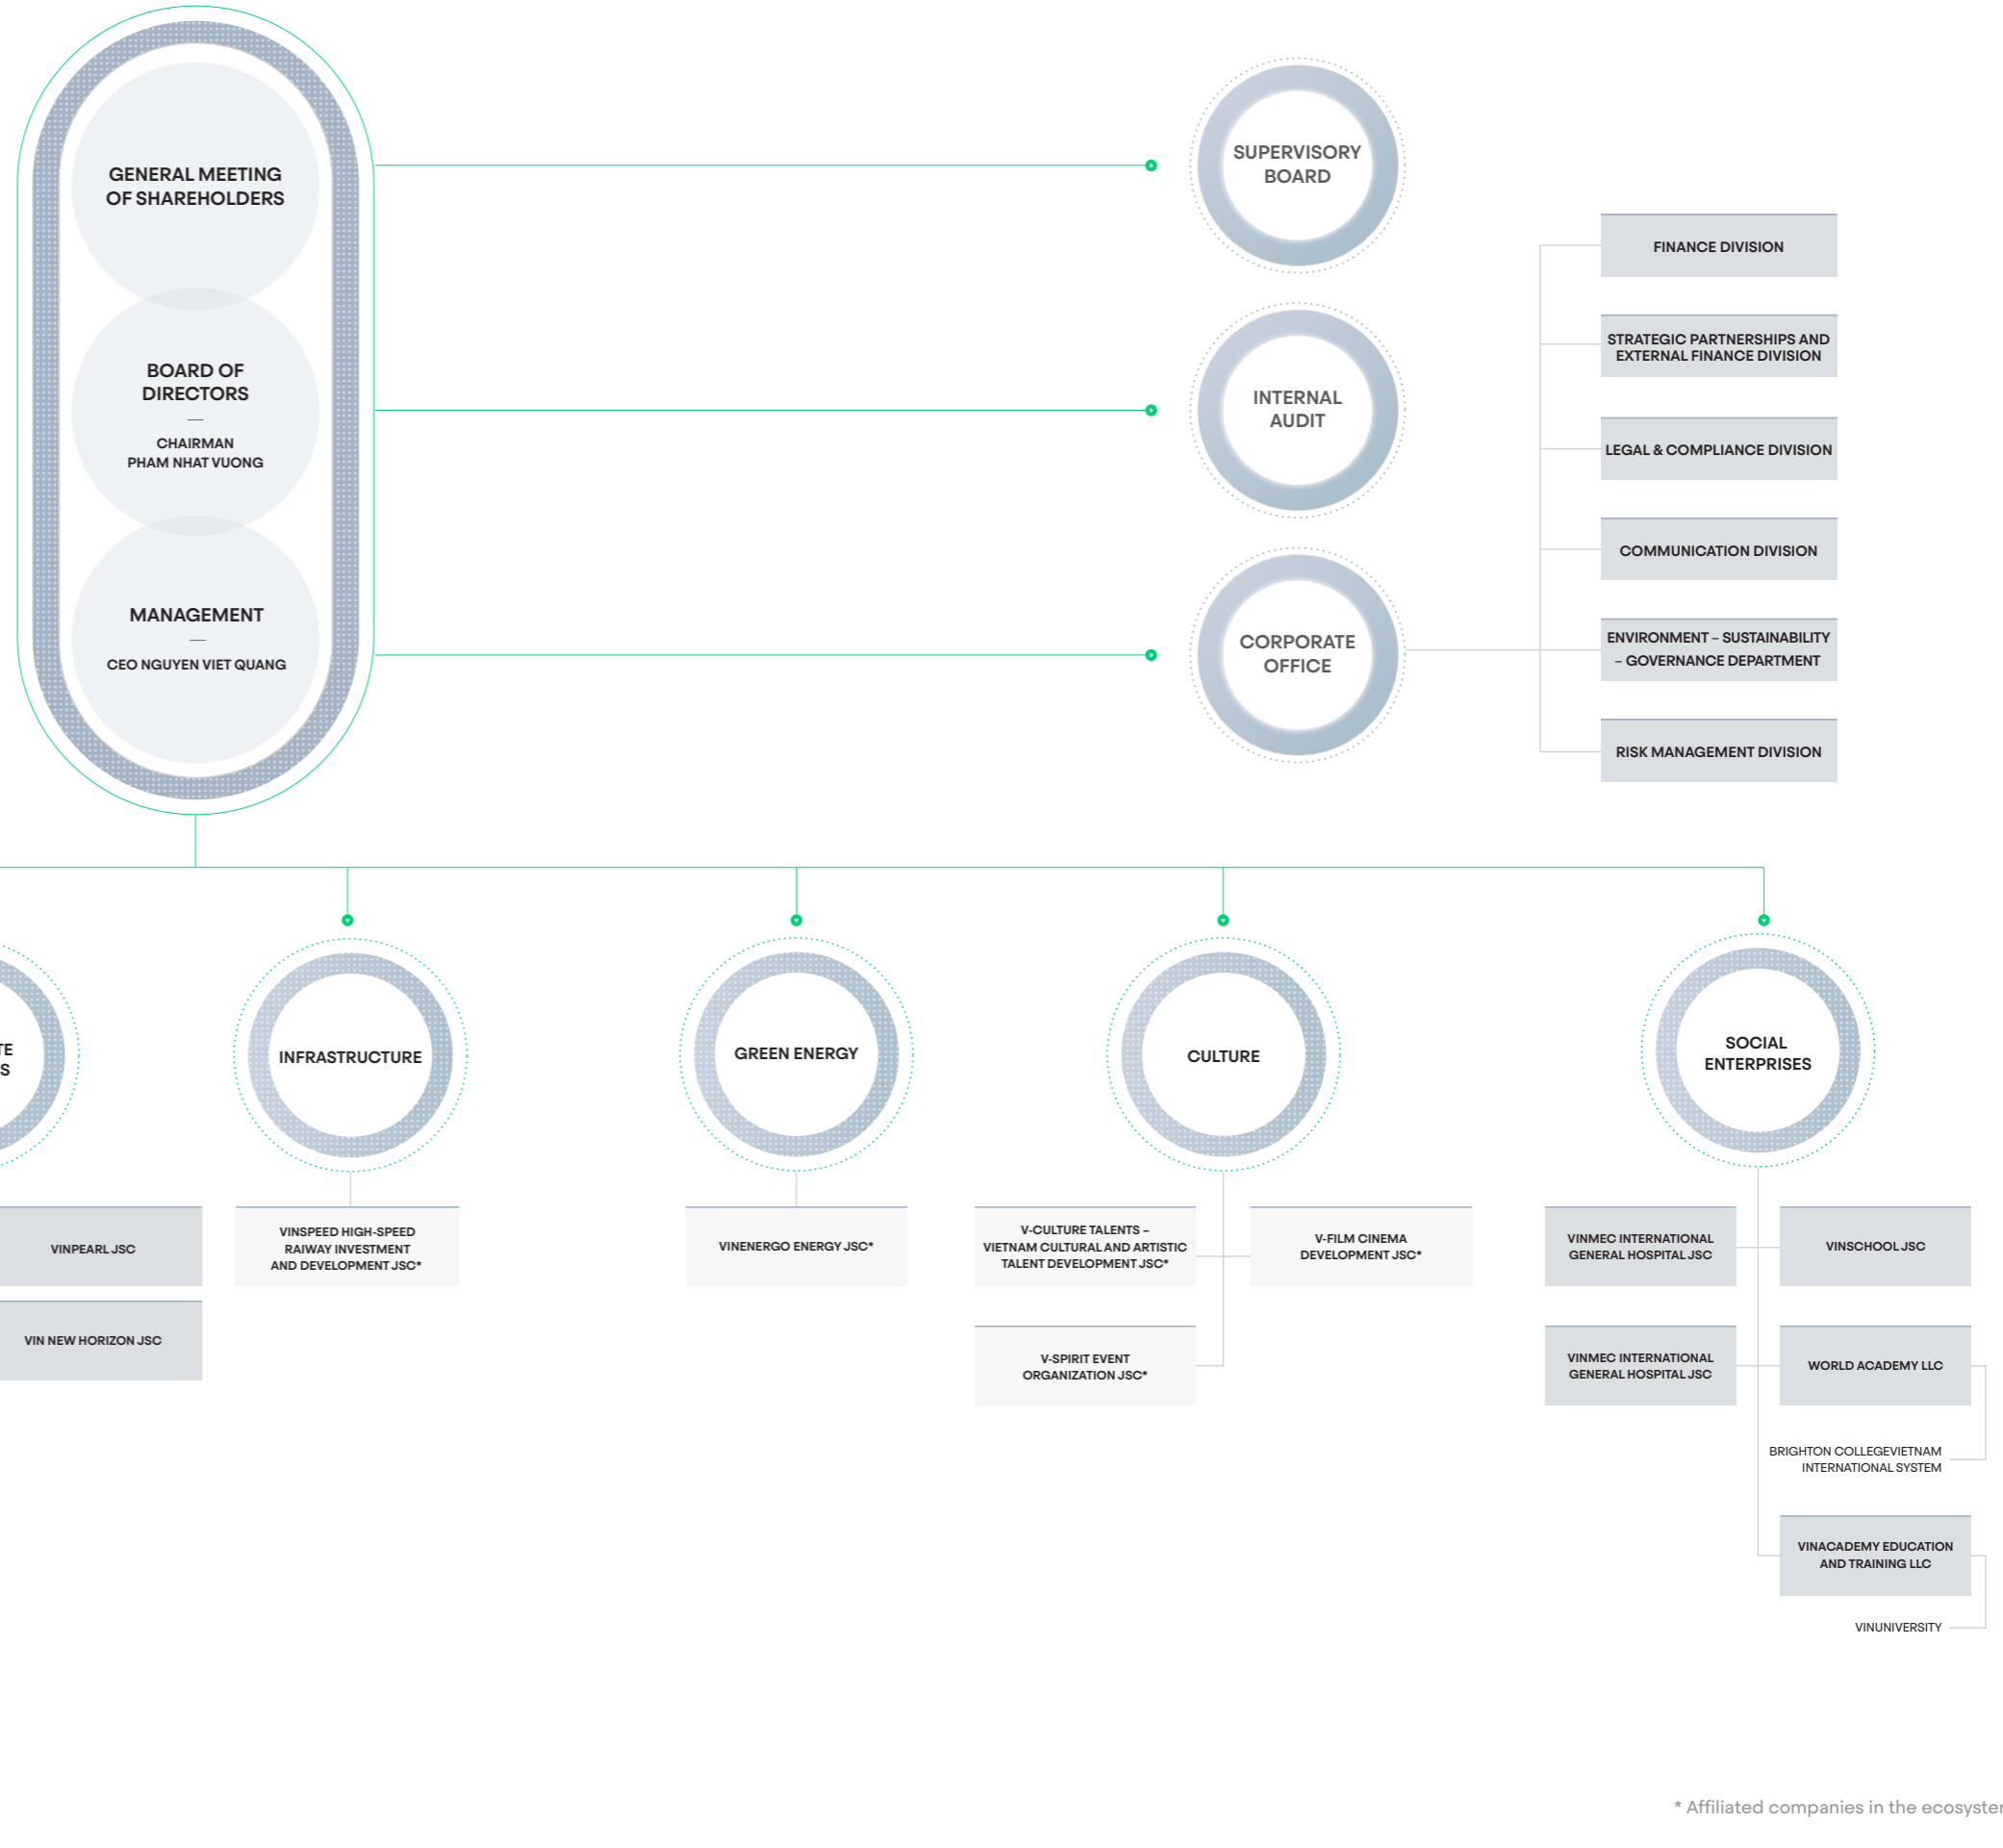 GENERAL MEETING
OF SHAREHOLDERS
BOARD OF
DIRECTORS
—
CHAIRMAN
PHAM NHAT VUONG
MANAGEMENT
—
CEO NGUYEN VIET QUANG
SUPERVISORY
BOARD
INTERNAL
AUDIT
CORPORATE
OFFICE
FINANCE DIVISION
STRATEGIC PARTNERSHIPS AND
EXTERNAL FINANCE DIVISION
LEGAL & COMPLIANCE DIVISION
COMMUNICATION DIVISION
ENVIRONMENT – SUSTAINABILITY
– GOVERNANCE DEPARTMENT
RISK MANAGEMENT DIVISION
VINPEARL JSC
VIN NEW HORIZON JSC
INFRASTRUCTURE
VINSPEED HIGH-SPEED
RAIWAY INVESTMENT
AND DEVELOPMENT JSC*
GREEN ENERGY
VINENERGO ENERGY JSC*
CULTURE
V-CULTURE TALENTS –
VIETNAM CULTURAL AND ARTISTIC
TALENT DEVELOPMENT JSC*
V-FILM CINEMA
DEVELOPMENT JSC*
V-SPIRIT EVENT
ORGANIZATION JSC*
SOCIAL
ENTERPRISES
VINMEC INTERNATIONAL
GENERAL HOSPITAL JSC
VINSCHOOL JSC
VINMEC INTERNATIONAL
GENERAL HOSPITAL JSC
WORLD ACADEMY LLC
BRIGHTON COLLEGEVIETNAM
INTERNATIONAL SYSTEM
VINACADEMY EDUCATION
AND TRAINING LLC
VINUNIVERSITY
* Affiliated companies in the